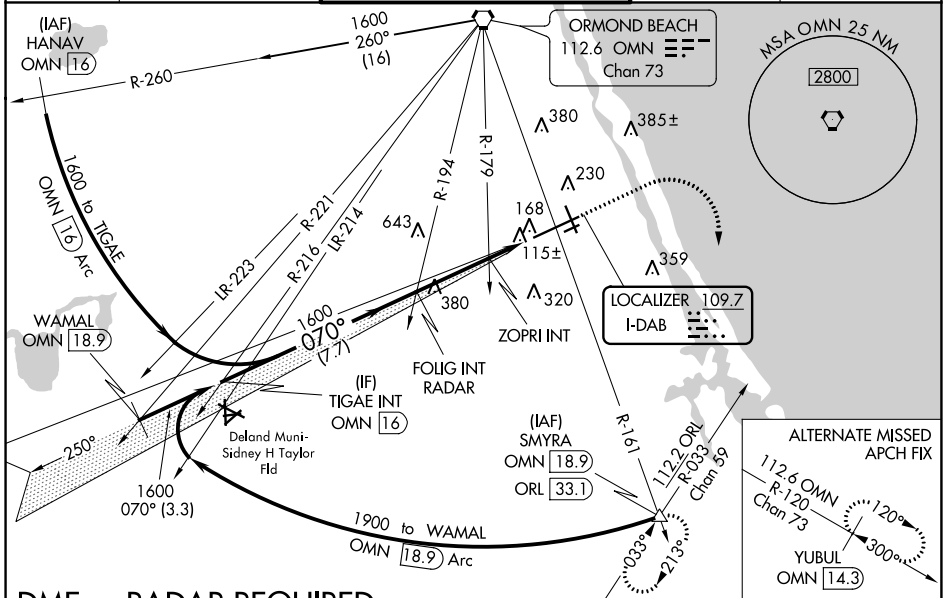 (IAF)
HANAV
OMN 16
1600
260°
(16)
R-260
ORMOND BEACH
112.6 OMN
Chan 73
MSA OMN 25 NM
2800
1600 to TIGAE
OMN 16 Arc
LR-223
R-221
R-216
LR-214
R-194
R-179
380
385±
230
643
168
115±
359
380
320
LOCALIZER 109.7
I-DAB
WAMAL
OMN 18.9
1600
070°
(7.7)
ZOPRI INT
FOLIG INT
RADAR
(IF)
TIGAE INT
OMN 16
Deland Muni-
Sidney H Taylor
Fld
250°
1600
070° (3.3)
(IAF)
SMYRA
OMN 18.9
ORL 33.1
R-161
112.2 ORL
R-033
Chan 59
1900 to WAMAL
OMN 18.9 Arc
033°
213°
ALTERNATE MISSED
APCH FIX
112.6 OMN
R-120
Chan 73
120°
300°
YUBUL
OMN 14.3